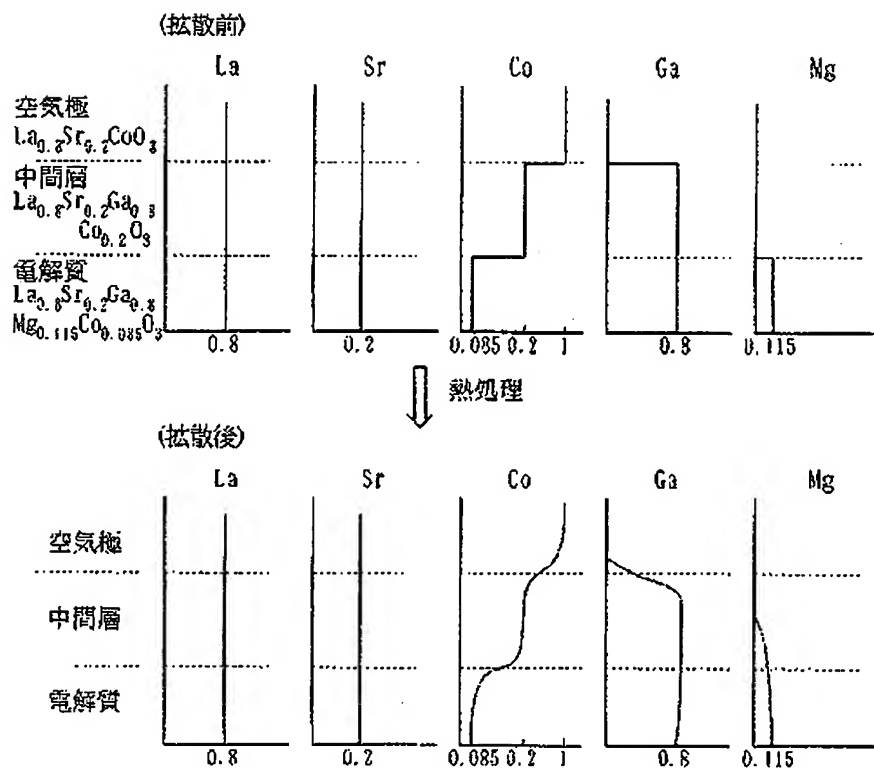 (拡散前)
La Sr Co Ga Mg
空気極
La0.8Sr0.2CoO3
中間層
La0.8Sr0.2Ga0.8
Co0.2O3
電解質
La0.8Sr0.2Ga0.8
Mg0.115Co0.085O3
0.8 0.2 0.085 0.2 1 0.8 0.115
熱処理
(拡散後)
La Sr Co Ga Mg
空気極
中間層
電解質
0.8 0.2 0.085 0.2 1 0.8 0.115